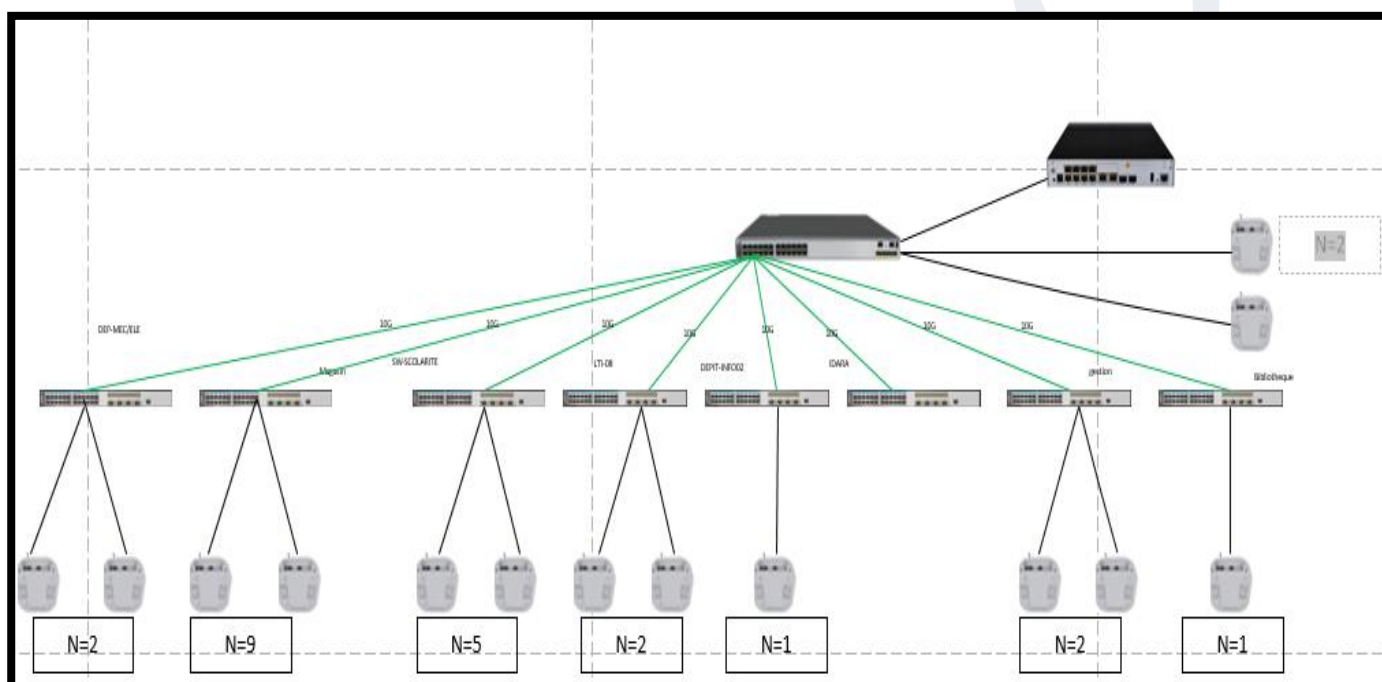 N=2
DEP-MEC/ELE
10G
10G
10G
10G
10G
10G
10G
10G
Magasin
SW-SCOLARITE
LTI-08
DEPIT-INFO02
IDARA
gestion
Bibliotheque
N=2
N=9
N=5
N=2
N=1
N=2
N=1